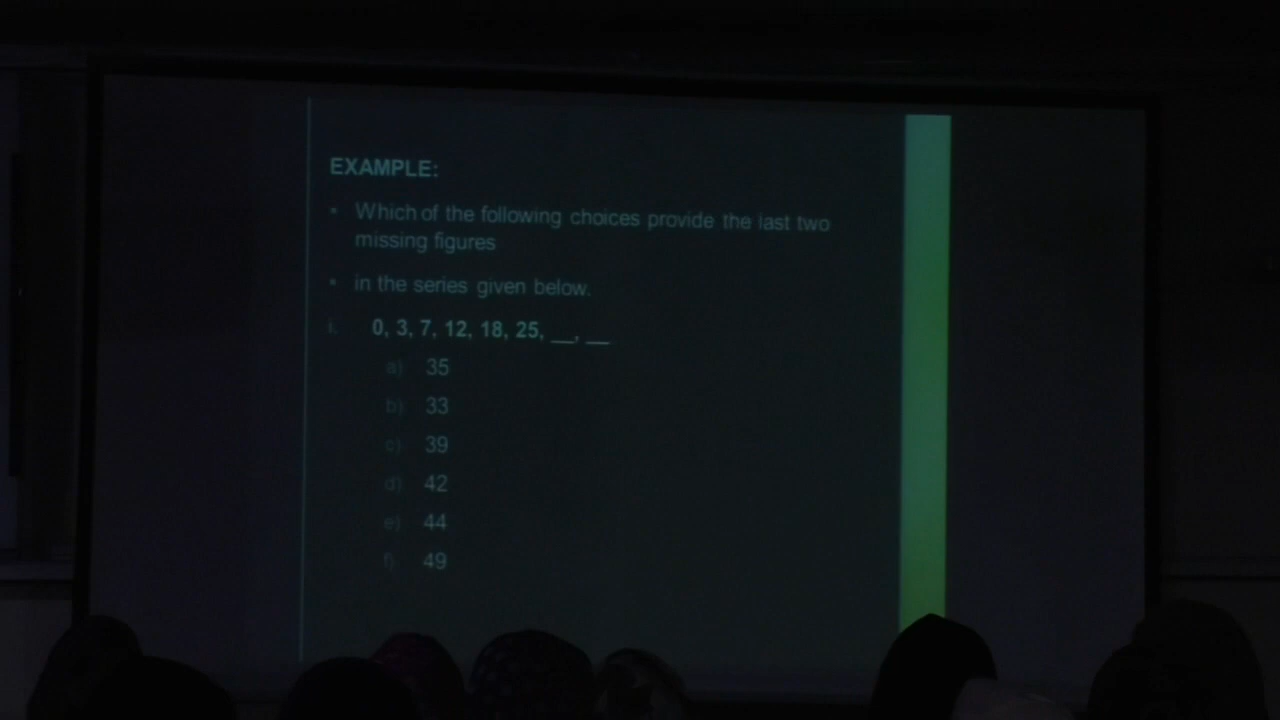 EXAMPLE:
▪ Which of the following choices provide the last two
missing figures
▪ in the series given below.
i. 0, 3, 7, 12, 18, 25, __, __
a) 35
b) 33
c) 39
d) 42
e) 44
f) 49